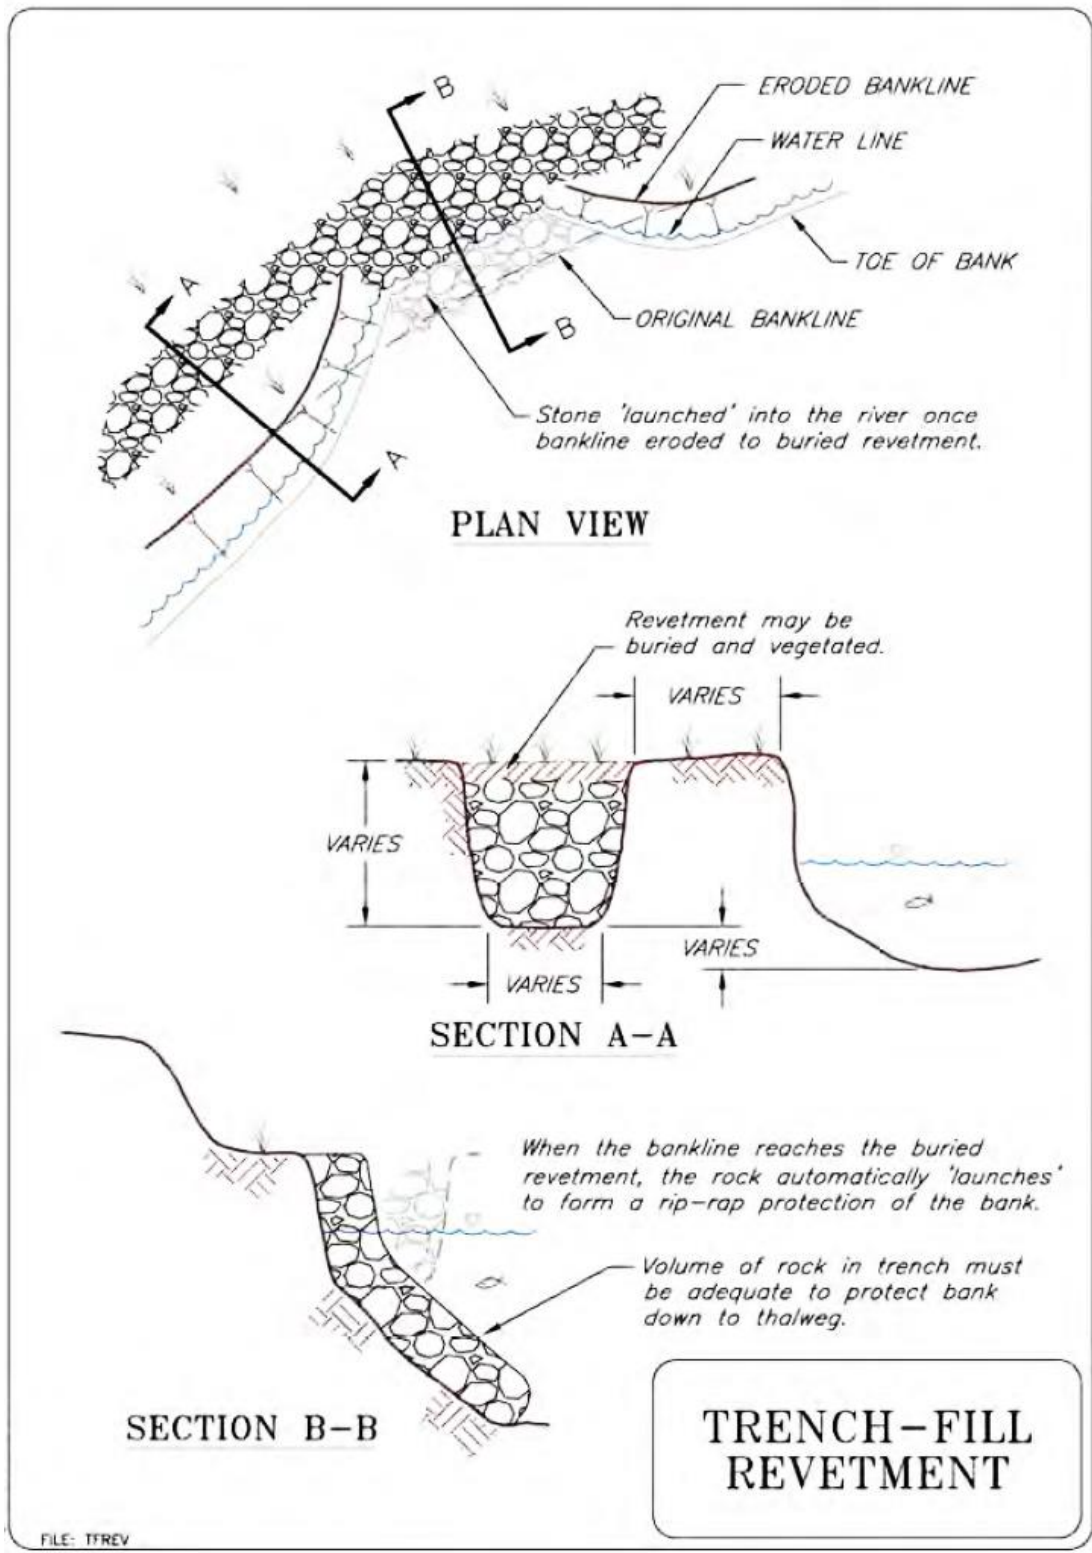 B
ERODED BANKLINE
WATER LINE
TOE OF BANK
A
ORIGINAL BANKLINE
B
Stone 'launched' into the river once
bankline eroded to buried revetment.
A
PLAN VIEW
Revetment may be
buried and vegetated.
VARIES
VARIES
VARIES
VARIES
SECTION A-A
When the bankline reaches the buried
revetment, the rock automatically 'launches'
to form a rip-rap protection of the bank.
Volume of rock in trench must
be adequate to protect bank
down to thalweg.
SECTION B-B
TRENCH-FILL
REVETMENT
FILE: TFREV